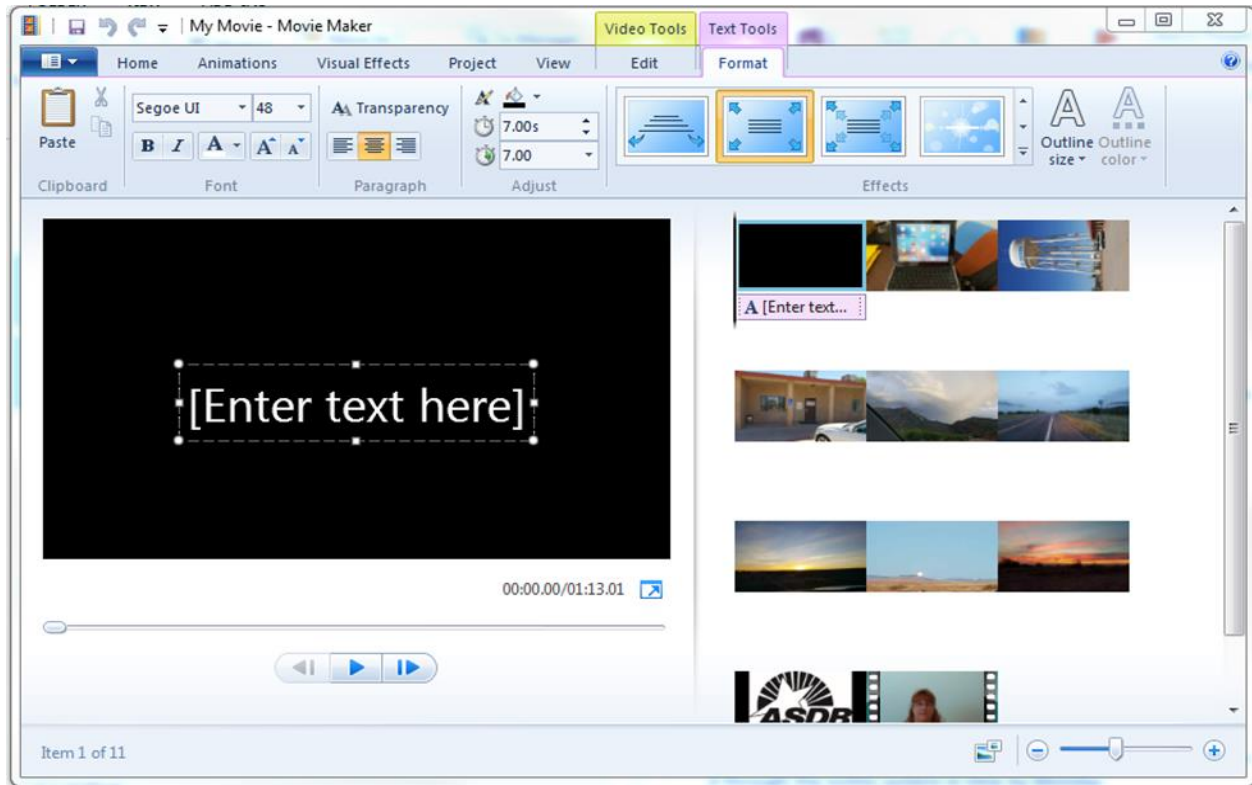 My Movie - Movie Maker
Video Tools
Text Tools
Home Animations Visual Effects Project View Edit Format
Segoe UI 48
Transparency
7.00s
Paste
B I A A A
7.00
Outline size
Outline color
Clipboard Font Paragraph Adjust Effects
[Enter text here]
A [Enter text...
00:00.00/01:13.01
ASDB
Item 1 of 11